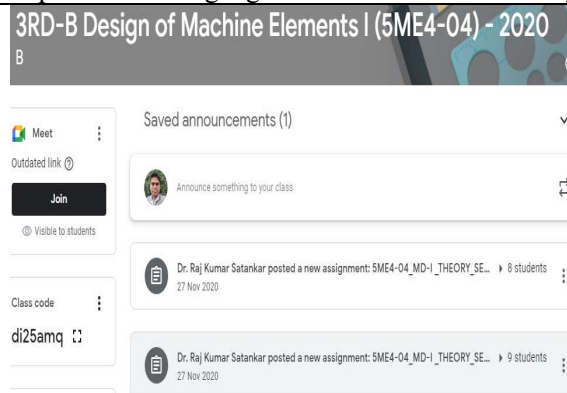 3RD-B Design of Machine Elements I (5ME4-04) - 2020
B
Meet
Outdated link
Join
Visible to students
Class code
di25amq
Saved announcements (1)
Announce something to your class
Dr. Raj Kumar Satankar posted a new assignment: 5ME4-04_MD-I _THEORY_SE... 8 students
27 Nov 2020
Dr. Raj Kumar Satankar posted a new assignment: 5ME4-04_MD-I _THEORY_SE... 9 students
27 Nov 2020